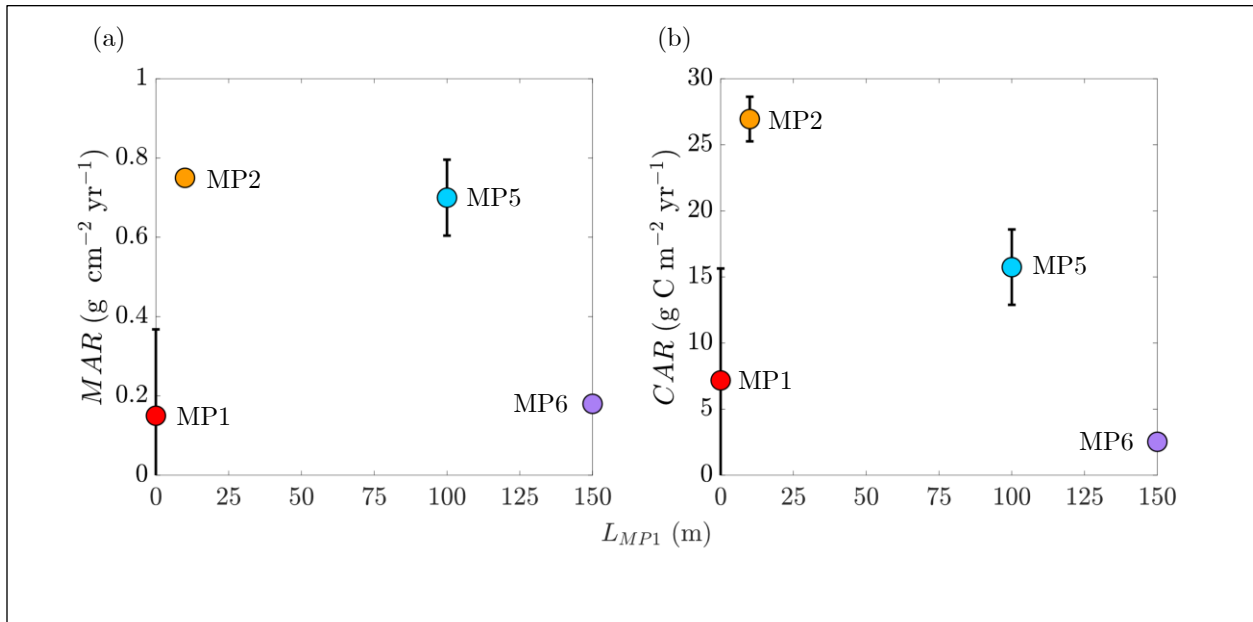 (a)
MAR (g cm⁻² yr⁻¹)
1
0.8
0.6
0.4
0.2
0
MP2
MP5
MP1
MP6
0 25 50 75 100 125 150
(b)
CAR (g C m⁻² yr⁻¹)
30
25
20
15
10
5
0
MP2
MP5
MP1
MP6
0 25 50 75 100 125 150
L_{MP1} (m)